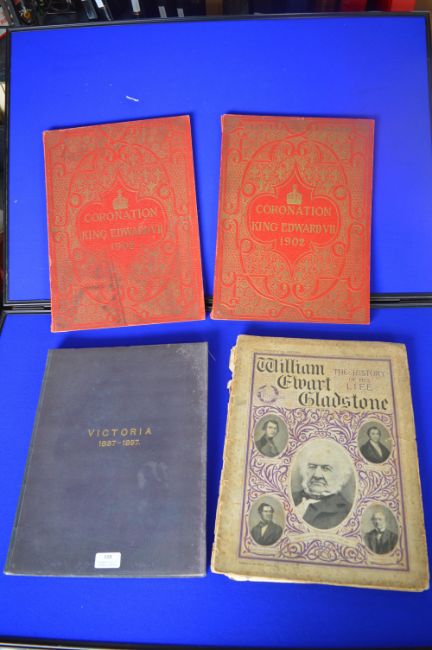 CORONATION
KING EDWARD VII
1902
CORONATION
KING EDWARD VII
1902
VICTORIA
1837-1897.
William
Ewart
Gladstone
THE HISTORY
OF HIS
LIFE